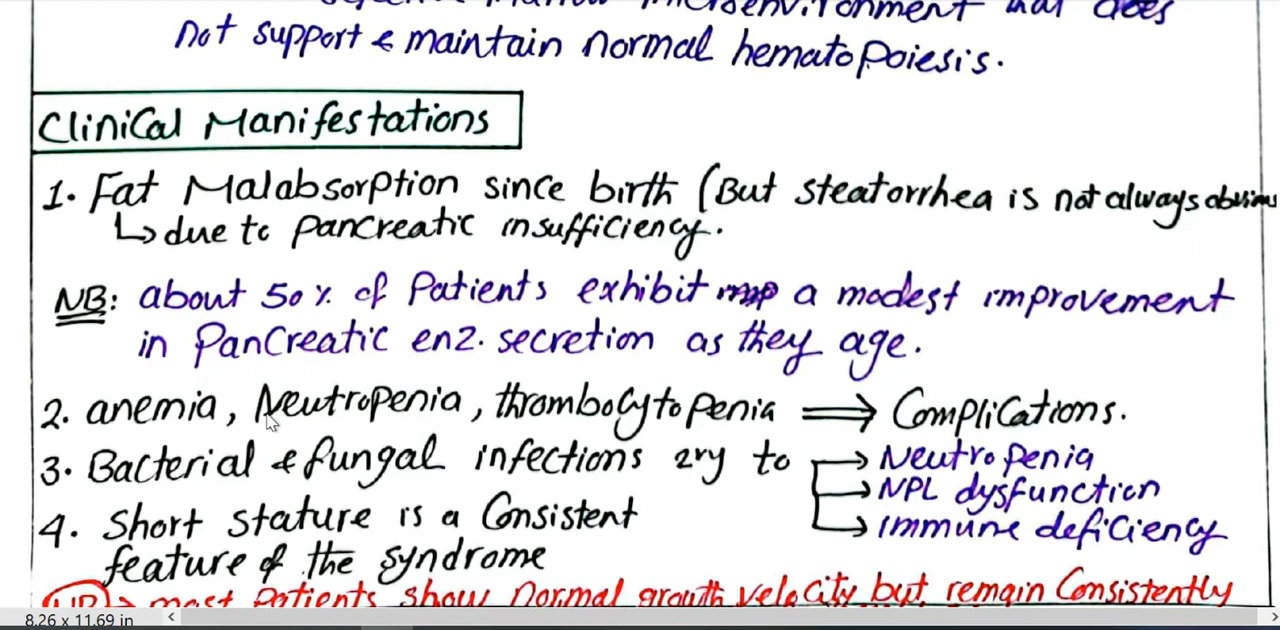 not support & maintain normal hematopoiesis.
Clinical Manifestations
1. Fat Malabsorption since birth (But steatorrhea is not always obvious
↳ due to pancreatic insufficiency.
NB: about 50% of Patients exhibit a modest improvement
in Pancreatic enz. secretion as they age.
2. anemia, Neutropenia, thrombocytopenia ⇒ Complications.
3. Bacterial & fungal infections 2ry to → Neutropenia
→ NPL dysfunction
→ immune deficiency
4. Short stature is a Consistent
feature of the syndrome
NB → most Patients show normal growth velocity but remain Consistently
8.26 x 11.69 in